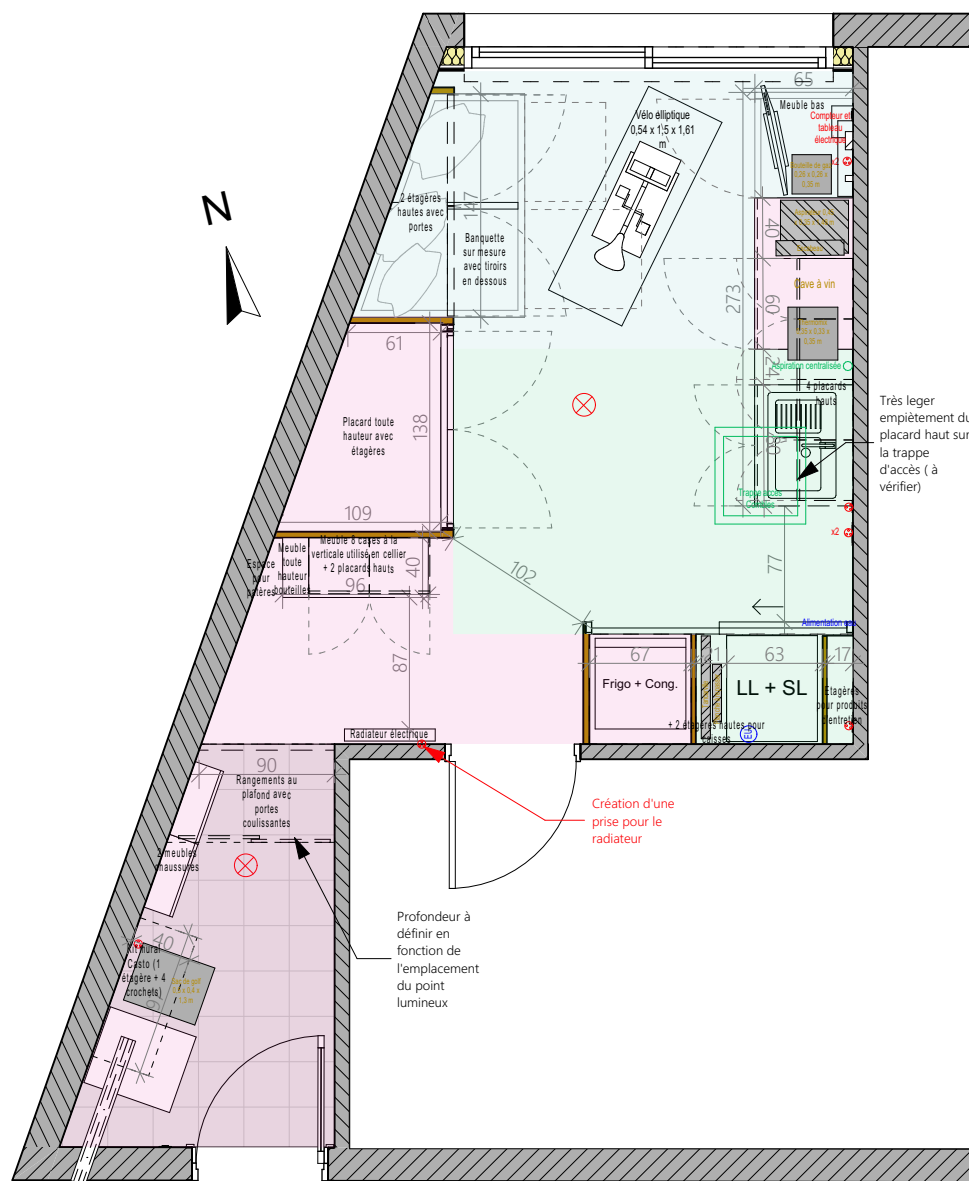 N
65
Meuble bas
Compteur et
tableau
électrique
x2
Vélo elliptique
0,54 x 1,5 x 1,61
m
147
2 étagères
hautes avec
portes
Banquette
sur mesure
avec tiroirs
en dessous
40
273
60
Cave à vin
24
Aspiration centralisée
4 placards
hauts
80
Très leger
empiètement du
placard haut sur
la trappe
d'accès ( à
vérifier)
61
138
Placard toute
hauteur avec
étagères
109
x2
77
Meuble 8 cases à la
verticale utilisé en cellier
+ 2 placards hauts
Meuble
toute
hauteur
bouteilles
Espace
pour
patères
96
40
102
87
Alimentation eau
67
21
63
17
Frigo + Cong.
LL + SL
Etagères
pour produits
d'entretien
+ 2 étagères hautes pour
caisses
EU
Radiateur électrique
90
Rangements au
plafond avec
portes
coulissantes
Création d'une
prise pour le
radiateur
2 meubles
chaussures
Profondeur à
définir en
fonction de
l'emplacement
du point
lumineux
40
Kit mural
Casto (1
étagère + 4
crochets)